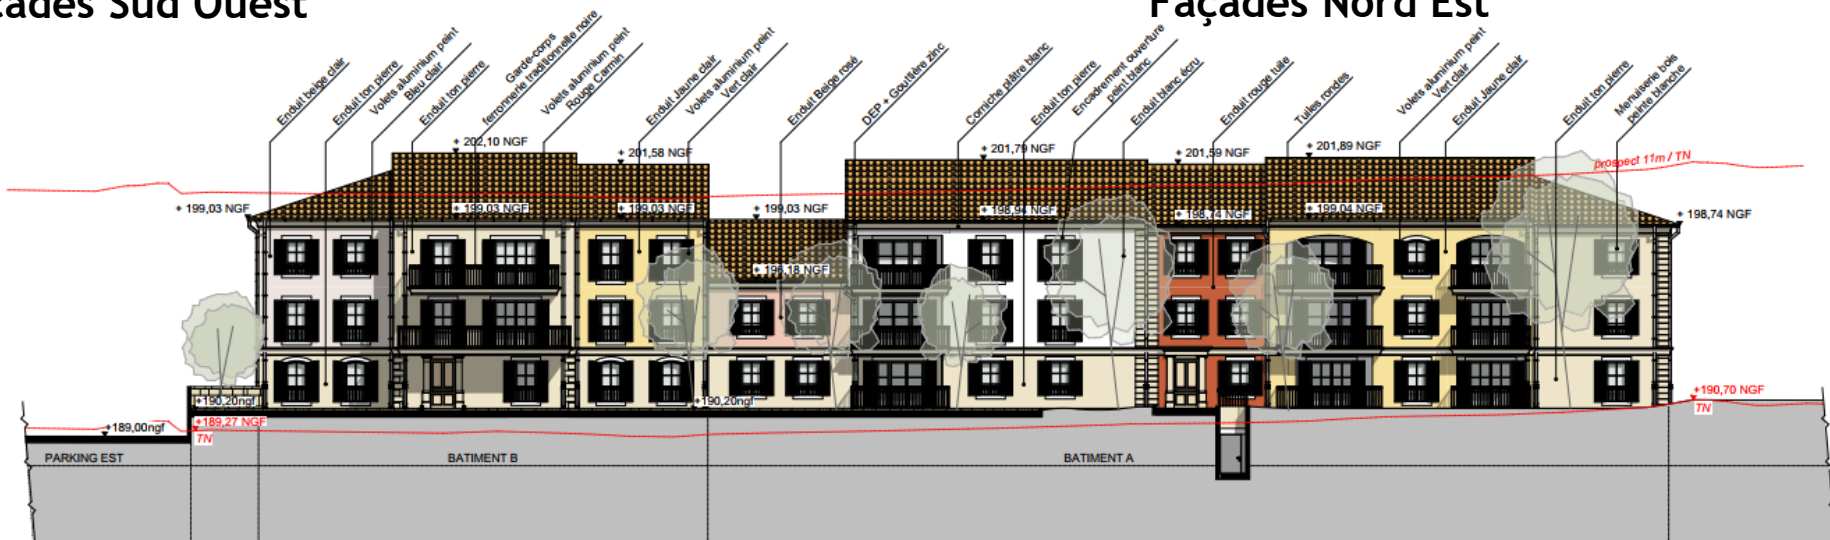 çades Sud Ouest
Façades Nord Est
Enduit beige clair
Enduit ton pierre
Volets aluminium peint
Bleu clair
Enduit ton pierre
Garde-corps
ferronnerie traditionnelle noire
Volets aluminium peint
Rouge Carmin
Enduit Jaune clair
Volets aluminium peint
Vert clair
Enduit Beige rosé
DEP + Gouttière zinc
Corniche plâtre blanc
Enduit ton pierre
Encadrement ouverture
peint blanc
Enduit blanc écru
Enduit rouge tuile
Tuiles rondes
Volets aluminium peint
Vert clair
Enduit Jaune clair
Enduit ton pierre
Menuiserie bois
peinte blanche
+ 202,10 NGF
+ 201,58 NGF
+ 201,79 NGF
+ 201,59 NGF
+ 201,89 NGF
prospect 11m / TN
+ 199,03 NGF
+ 199,03 NGF
+ 199,03 NGF
+ 199,03 NGF
+ 198,94 NGF
+ 198,74 NGF
+ 199,04 NGF
+ 198,74 NGF
+ 196,18 NGF
+190,20ngf
+190,20ngf
+190,70 NGF
TN
+189,00ngf
+189,27 NGF
TN
PARKING EST
BATIMENT B
BATIMENT A